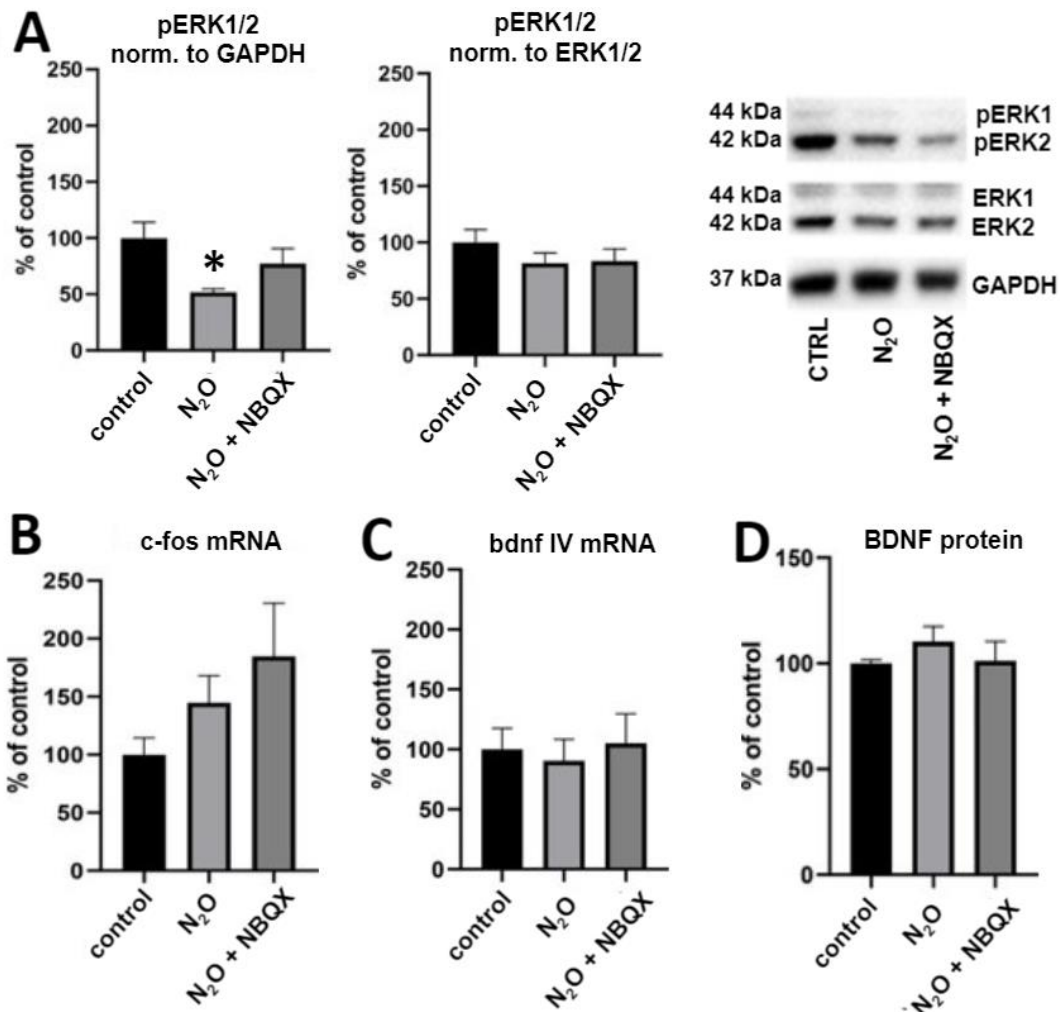 A
pERK1/2
norm. to GAPDH
250
200
150
100
50
0
% of control
*
control
N₂O
N₂O + NBQX
pERK1/2
norm. to ERK1/2
250
200
150
100
50
0
% of control
control
N₂O
N₂O + NBQX
44 kDa pERK1
42 kDa pERK2
44 kDa ERK1
42 kDa ERK2
37 kDa GAPDH
CTRL
N₂O
N₂O + NBQX
B
c-fos mRNA
250
200
150
100
50
0
% of control
control
N₂O
N₂O + NBQX
C
bdnf IV mRNA
250
200
150
100
50
0
% of control
control
N₂O
N₂O + NBQX
D
BDNF protein
150
100
50
0
% of control
control
N₂O
N₂O + NBQX